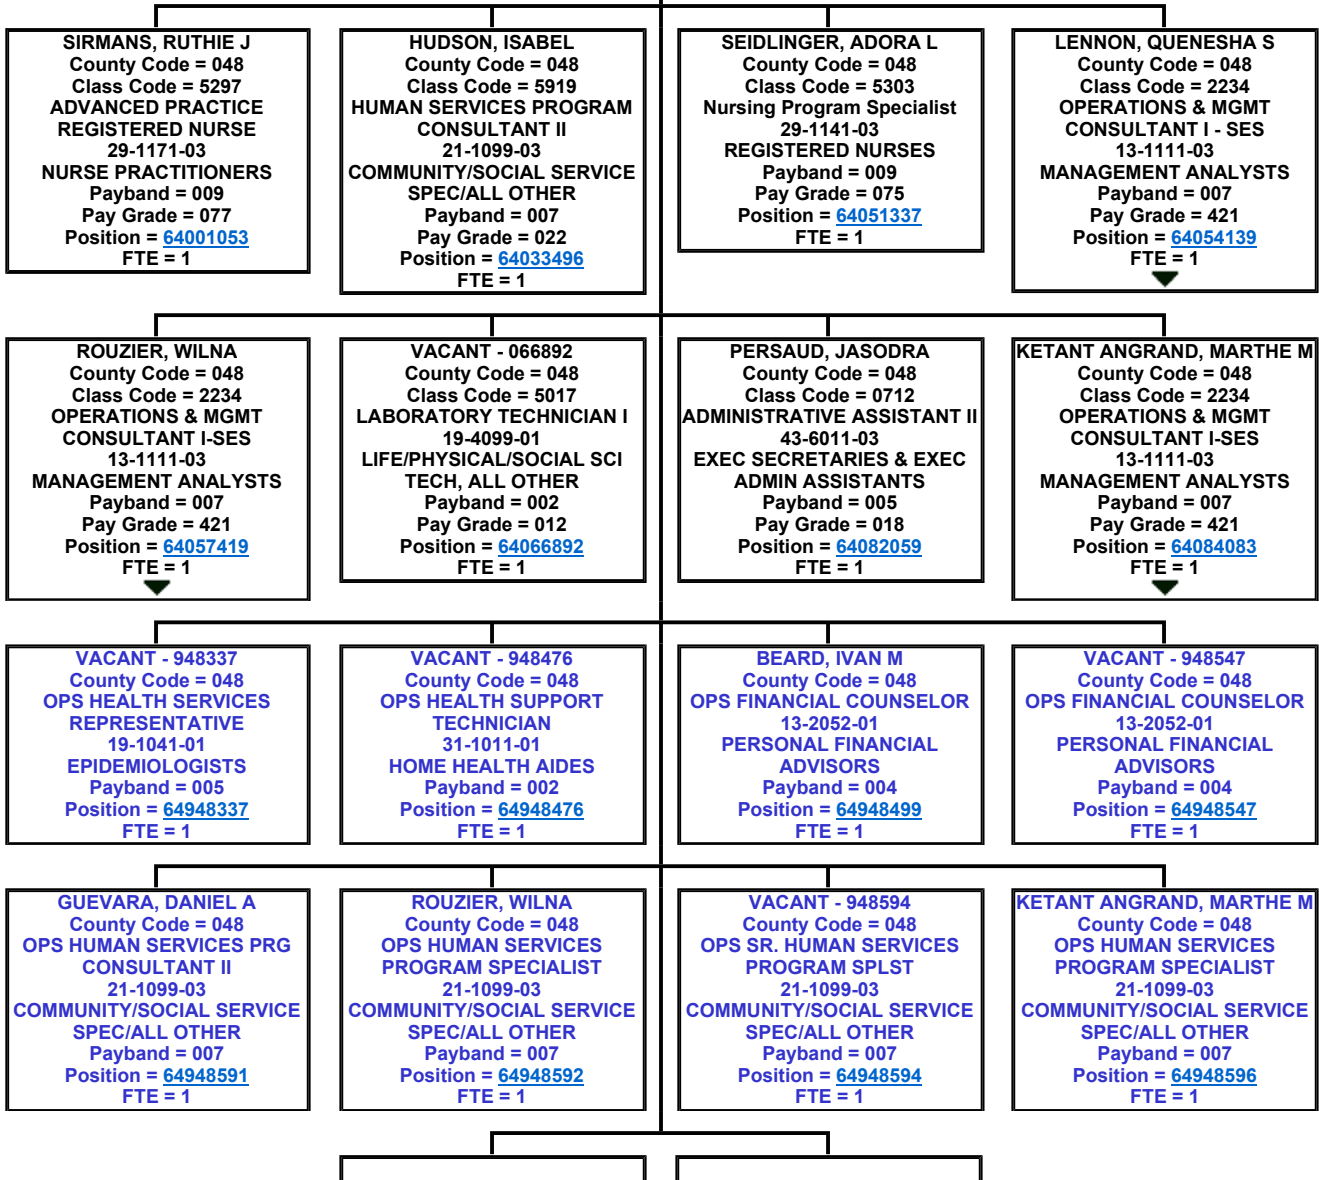 SIRMANS, RUTHIE J
County Code = 048
Class Code = 5297
ADVANCED PRACTICE
REGISTERED NURSE
29-1171-03
NURSE PRACTITIONERS
Payband = 009
Pay Grade = 077
Position = 64001053
FTE = 1
HUDSON, ISABEL
County Code = 048
Class Code = 5919
HUMAN SERVICES PROGRAM
CONSULTANT II
21-1099-03
COMMUNITY/SOCIAL SERVICE
SPEC/ALL OTHER
Payband = 007
Pay Grade = 022
Position = 64033496
FTE = 1
SEIDLINGER, ADORA L
County Code = 048
Class Code = 5303
Nursing Program Specialist
29-1141-03
REGISTERED NURSES
Payband = 009
Pay Grade = 075
Position = 64051337
FTE = 1
LENNON, QUENESHA S
County Code = 048
Class Code = 2234
OPERATIONS & MGMT
CONSULTANT I - SES
13-1111-03
MANAGEMENT ANALYSTS
Payband = 007
Pay Grade = 421
Position = 64054139
FTE = 1
ROUZIER, WILNA
County Code = 048
Class Code = 2234
OPERATIONS & MGMT
CONSULTANT I-SES
13-1111-03
MANAGEMENT ANALYSTS
Payband = 007
Pay Grade = 421
Position = 64057419
FTE = 1
VACANT - 066892
County Code = 048
Class Code = 5017
LABORATORY TECHNICIAN I
19-4099-01
LIFE/PHYSICAL/SOCIAL SCI
TECH, ALL OTHER
Payband = 002
Pay Grade = 012
Position = 64066892
FTE = 1
PERSAUD, JASODRA
County Code = 048
Class Code = 0712
ADMINISTRATIVE ASSISTANT II
43-6011-03
EXEC SECRETARIES & EXEC
ADMIN ASSISTANTS
Payband = 005
Pay Grade = 018
Position = 64082059
FTE = 1
KETANT ANGRAND, MARTHE M
County Code = 048
Class Code = 2234
OPERATIONS & MGMT
CONSULTANT I-SES
13-1111-03
MANAGEMENT ANALYSTS
Payband = 007
Pay Grade = 421
Position = 64084083
FTE = 1
VACANT - 948337
County Code = 048
OPS HEALTH SERVICES
REPRESENTATIVE
19-1041-01
EPIDEMIOLOGISTS
Payband = 005
Position = 64948337
FTE = 1
VACANT - 948476
County Code = 048
OPS HEALTH SUPPORT
TECHNICIAN
31-1011-01
HOME HEALTH AIDES
Payband = 002
Position = 64948476
FTE = 1
BEARD, IVAN M
County Code = 048
OPS FINANCIAL COUNSELOR
13-2052-01
PERSONAL FINANCIAL
ADVISORS
Payband = 004
Position = 64948499
FTE = 1
VACANT - 948547
County Code = 048
OPS FINANCIAL COUNSELOR
13-2052-01
PERSONAL FINANCIAL
ADVISORS
Payband = 004
Position = 64948547
FTE = 1
GUEVARA, DANIEL A
County Code = 048
OPS HUMAN SERVICES PRG
CONSULTANT II
21-1099-03
COMMUNITY/SOCIAL SERVICE
SPEC/ALL OTHER
Payband = 007
Position = 64948591
FTE = 1
ROUZIER, WILNA
County Code = 048
OPS HUMAN SERVICES
PROGRAM SPECIALIST
21-1099-03
COMMUNITY/SOCIAL SERVICE
SPEC/ALL OTHER
Payband = 007
Position = 64948592
FTE = 1
VACANT - 948594
County Code = 048
OPS SR. HUMAN SERVICES
PROGRAM SPLST
21-1099-03
COMMUNITY/SOCIAL SERVICE
SPEC/ALL OTHER
Payband = 007
Position = 64948594
FTE = 1
KETANT ANGRAND, MARTHE M
County Code = 048
OPS HUMAN SERVICES
PROGRAM SPECIALIST
21-1099-03
COMMUNITY/SOCIAL SERVICE
SPEC/ALL OTHER
Payband = 007
Position = 64948596
FTE = 1